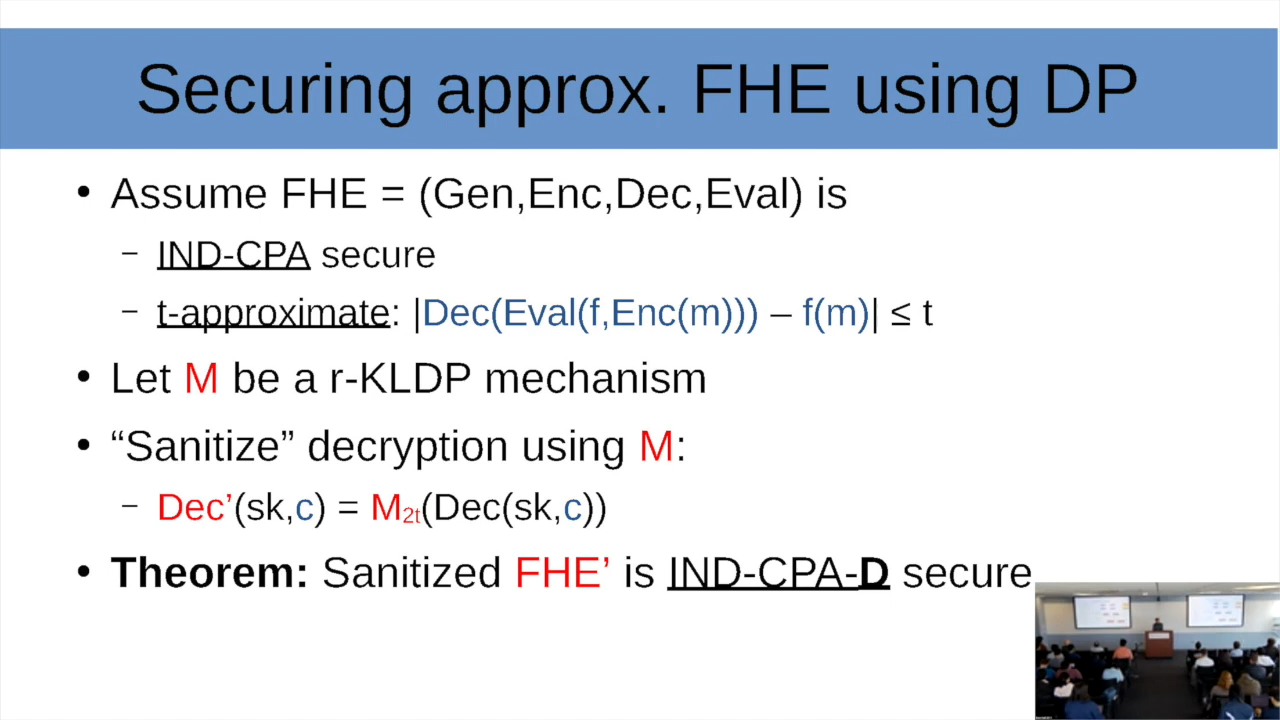 Securing approx. FHE using DP
• Assume FHE = (Gen,Enc,Dec,Eval) is
– IND-CPA secure
– t-approximate: |Dec(Eval(f,Enc(m))) – f(m)| ≤ t
• Let M be a r-KLDP mechanism
• “Sanitize” decryption using M:
– Dec’(sk,c) = M2t(Dec(sk,c))
• Theorem: Sanitized FHE’ is IND-CPA-D secure